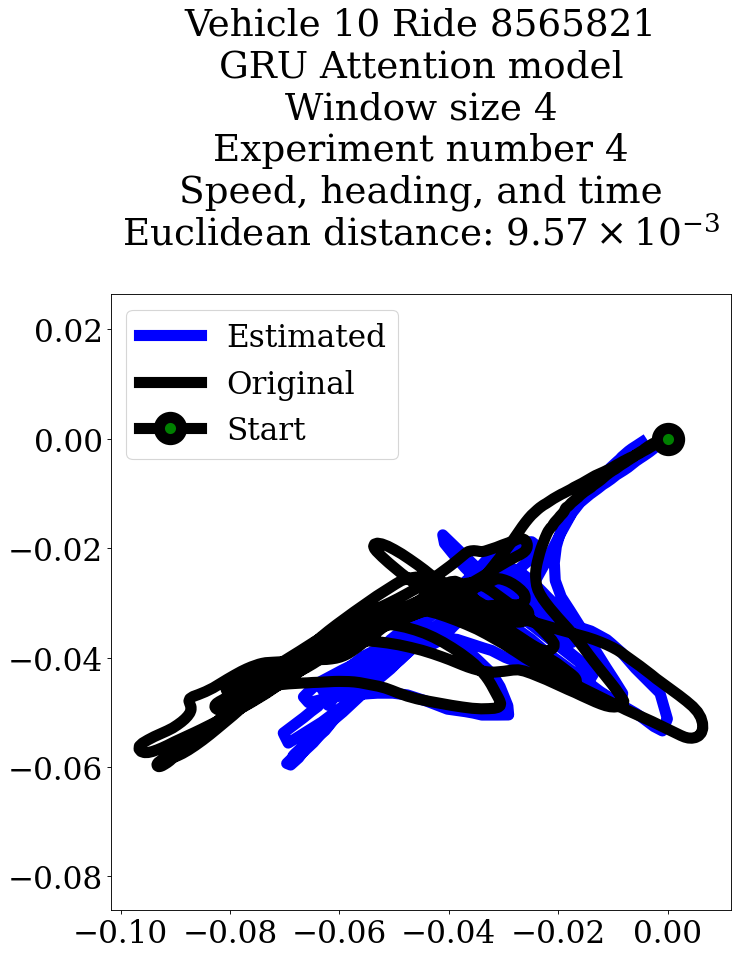 Vehicle 10 Ride 8565821
GRU Attention model
Window size 4
Experiment number 4
Speed, heading, and time
Euclidean distance: 9.57 × 10⁻³
Estimated
Original
Start
0.02
0.00
−0.02
−0.04
−0.06
−0.08
−0.10 −0.08 −0.06 −0.04 −0.02 0.00